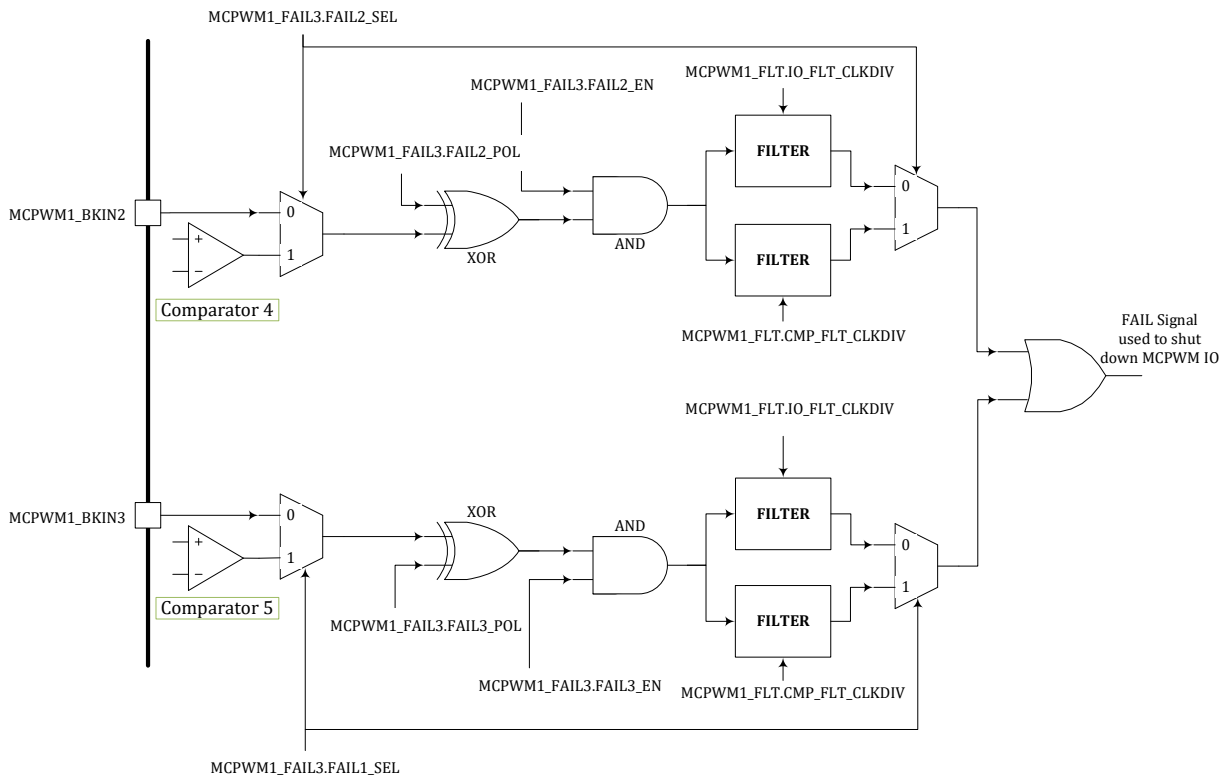 MCPWM1_FAIL3.FAIL2_SEL
MCPWM1_FLT.IO_FLT_CLKDIV
MCPWM1_FAIL3.FAIL2_EN
MCPWM1_FAIL3.FAIL2_POL
FILTER
0
MCPWM1_BKIN2
0
+
1
−
XOR
AND
FILTER
1
Comparator 4
MCPWM1_FLT.CMP_FLT_CLKDIV
FAIL Signal
used to shut
down MCPWM IO
MCPWM1_FLT.IO_FLT_CLKDIV
MCPWM1_BKIN3
0
+
1
−
XOR
AND
FILTER
0
1
Comparator 5
FILTER
MCPWM1_FAIL3.FAIL3_POL
MCPWM1_FAIL3.FAIL3_EN
MCPWM1_FLT.CMP_FLT_CLKDIV
MCPWM1_FAIL3.FAIL1_SEL